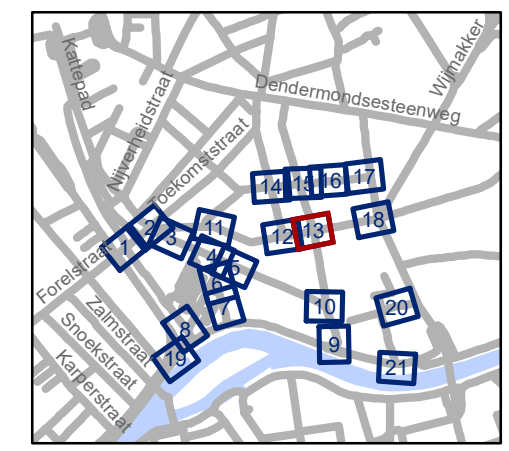 Kattepad
Wijmakker
Nijverheidstraat
Dendermondsesteenweg
Toekomststraat
14
15
16
17
18
2
3
1
11
12
13
4
5
6
7
Forelstraat
Zalmstraat
Snoekstraat
Karperstraat
8
19
10
20
9
21